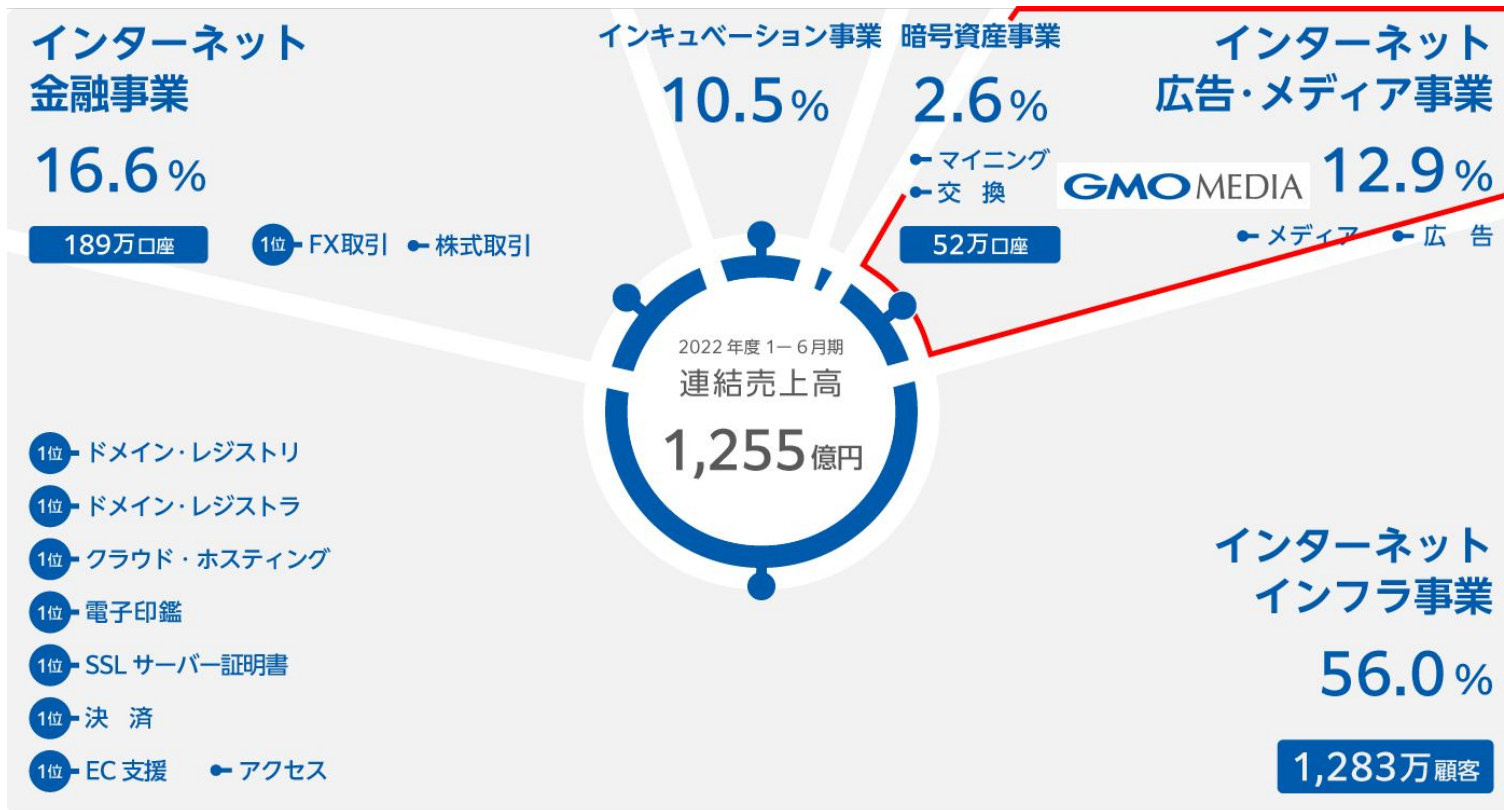 インターネット
金融事業
16.6%
189万口座
1位 FX取引
株式取引
インキュベーション事業
10.5%
暗号資産事業
2.6%
マイニング
交 換
52万口座
インターネット
広告・メディア事業
GMO MEDIA
12.9%
メディア
広 告
2022年度 1ー6月期
連結売上高
1,255億円
1位 ドメイン・レジストリ
1位 ドメイン・レジストラ
1位 クラウド・ホスティング
1位 電子印鑑
1位 SSL サーバー証明書
1位 決 済
1位 EC 支援
アクセス
インターネット
インフラ事業
56.0%
1,283万顧客